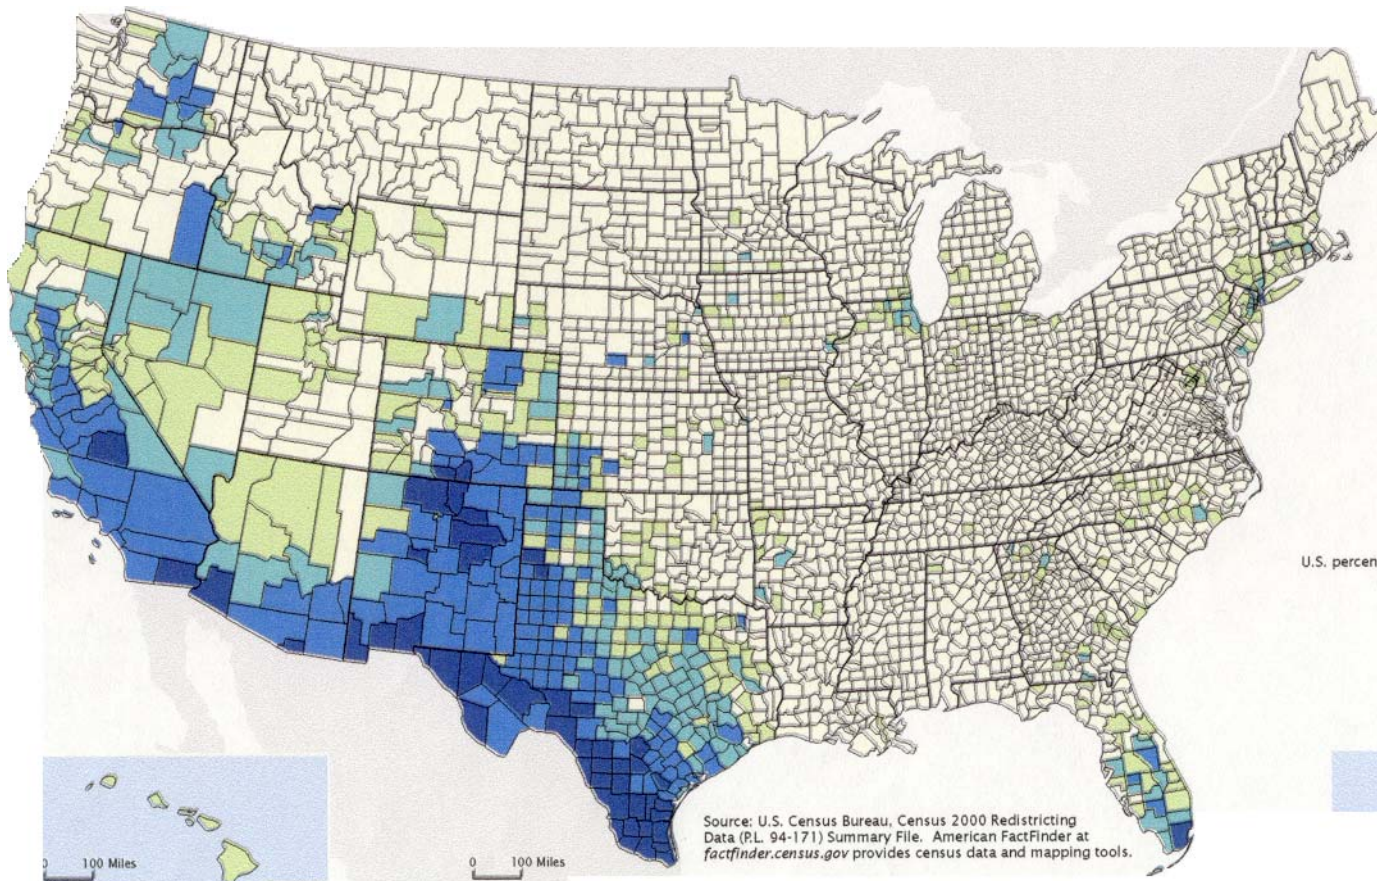 U.S. percen
Source: U.S. Census Bureau, Census 2000 Redistricting
Data (P.L. 94-171) Summary File. American FactFinder at
factfinder.census.gov provides census data and mapping tools.
0 100 Miles
0 100 Miles